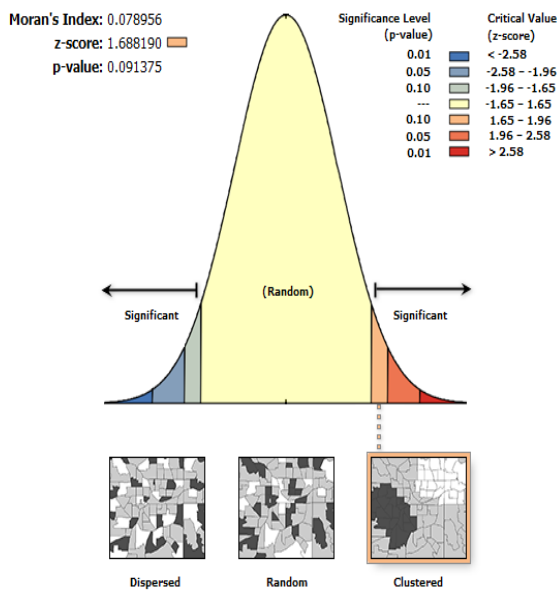 Moran's Index: 0.078956
z-score: 1.688190
p-value: 0.091375
Significance Level
(p-value)
Critical Value
(z-score)
0.01 < -2.58
0.05 -2.58 – -1.96
0.10 -1.96 – -1.65
--- -1.65 – 1.65
0.10 1.65 – 1.96
0.05 1.96 – 2.58
0.01 > 2.58
(Random)
Significant Significant
Dispersed Random Clustered